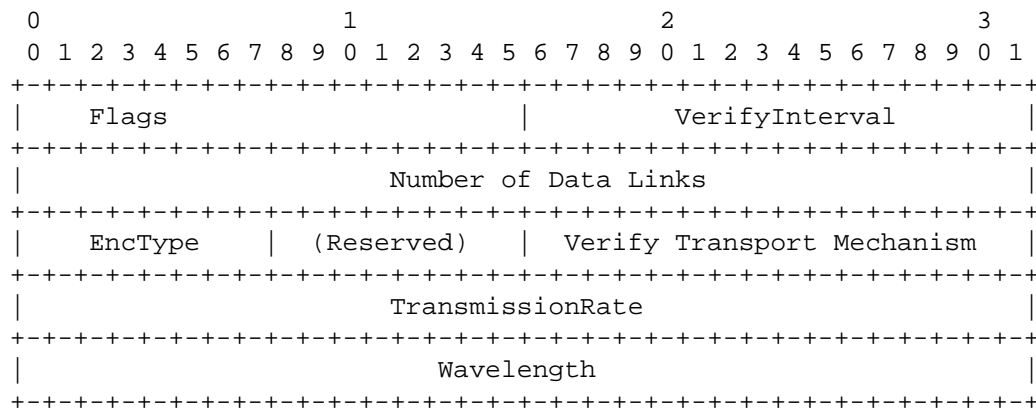 0                   1                   2                   3
 0 1 2 3 4 5 6 7 8 9 0 1 2 3 4 5 6 7 8 9 0 1 2 3 4 5 6 7 8 9 0 1
+-+-+-+-+-+-+-+-+-+-+-+-+-+-+-+-+-+-+-+-+-+-+-+-+-+-+-+-+-+-+-+-+
|    Flags                      |         VerifyInterval        |
+-+-+-+-+-+-+-+-+-+-+-+-+-+-+-+-+-+-+-+-+-+-+-+-+-+-+-+-+-+-+-+-+
|                       Number of Data Links                    |
+-+-+-+-+-+-+-+-+-+-+-+-+-+-+-+-+-+-+-+-+-+-+-+-+-+-+-+-+-+-+-+-+
|    EncType    |  (Reserved)   |  Verify Transport Mechanism   |
+-+-+-+-+-+-+-+-+-+-+-+-+-+-+-+-+-+-+-+-+-+-+-+-+-+-+-+-+-+-+-+-+
|                       TransmissionRate                        |
+-+-+-+-+-+-+-+-+-+-+-+-+-+-+-+-+-+-+-+-+-+-+-+-+-+-+-+-+-+-+-+-+
|                          Wavelength                           |
+-+-+-+-+-+-+-+-+-+-+-+-+-+-+-+-+-+-+-+-+-+-+-+-+-+-+-+-+-+-+-+-+